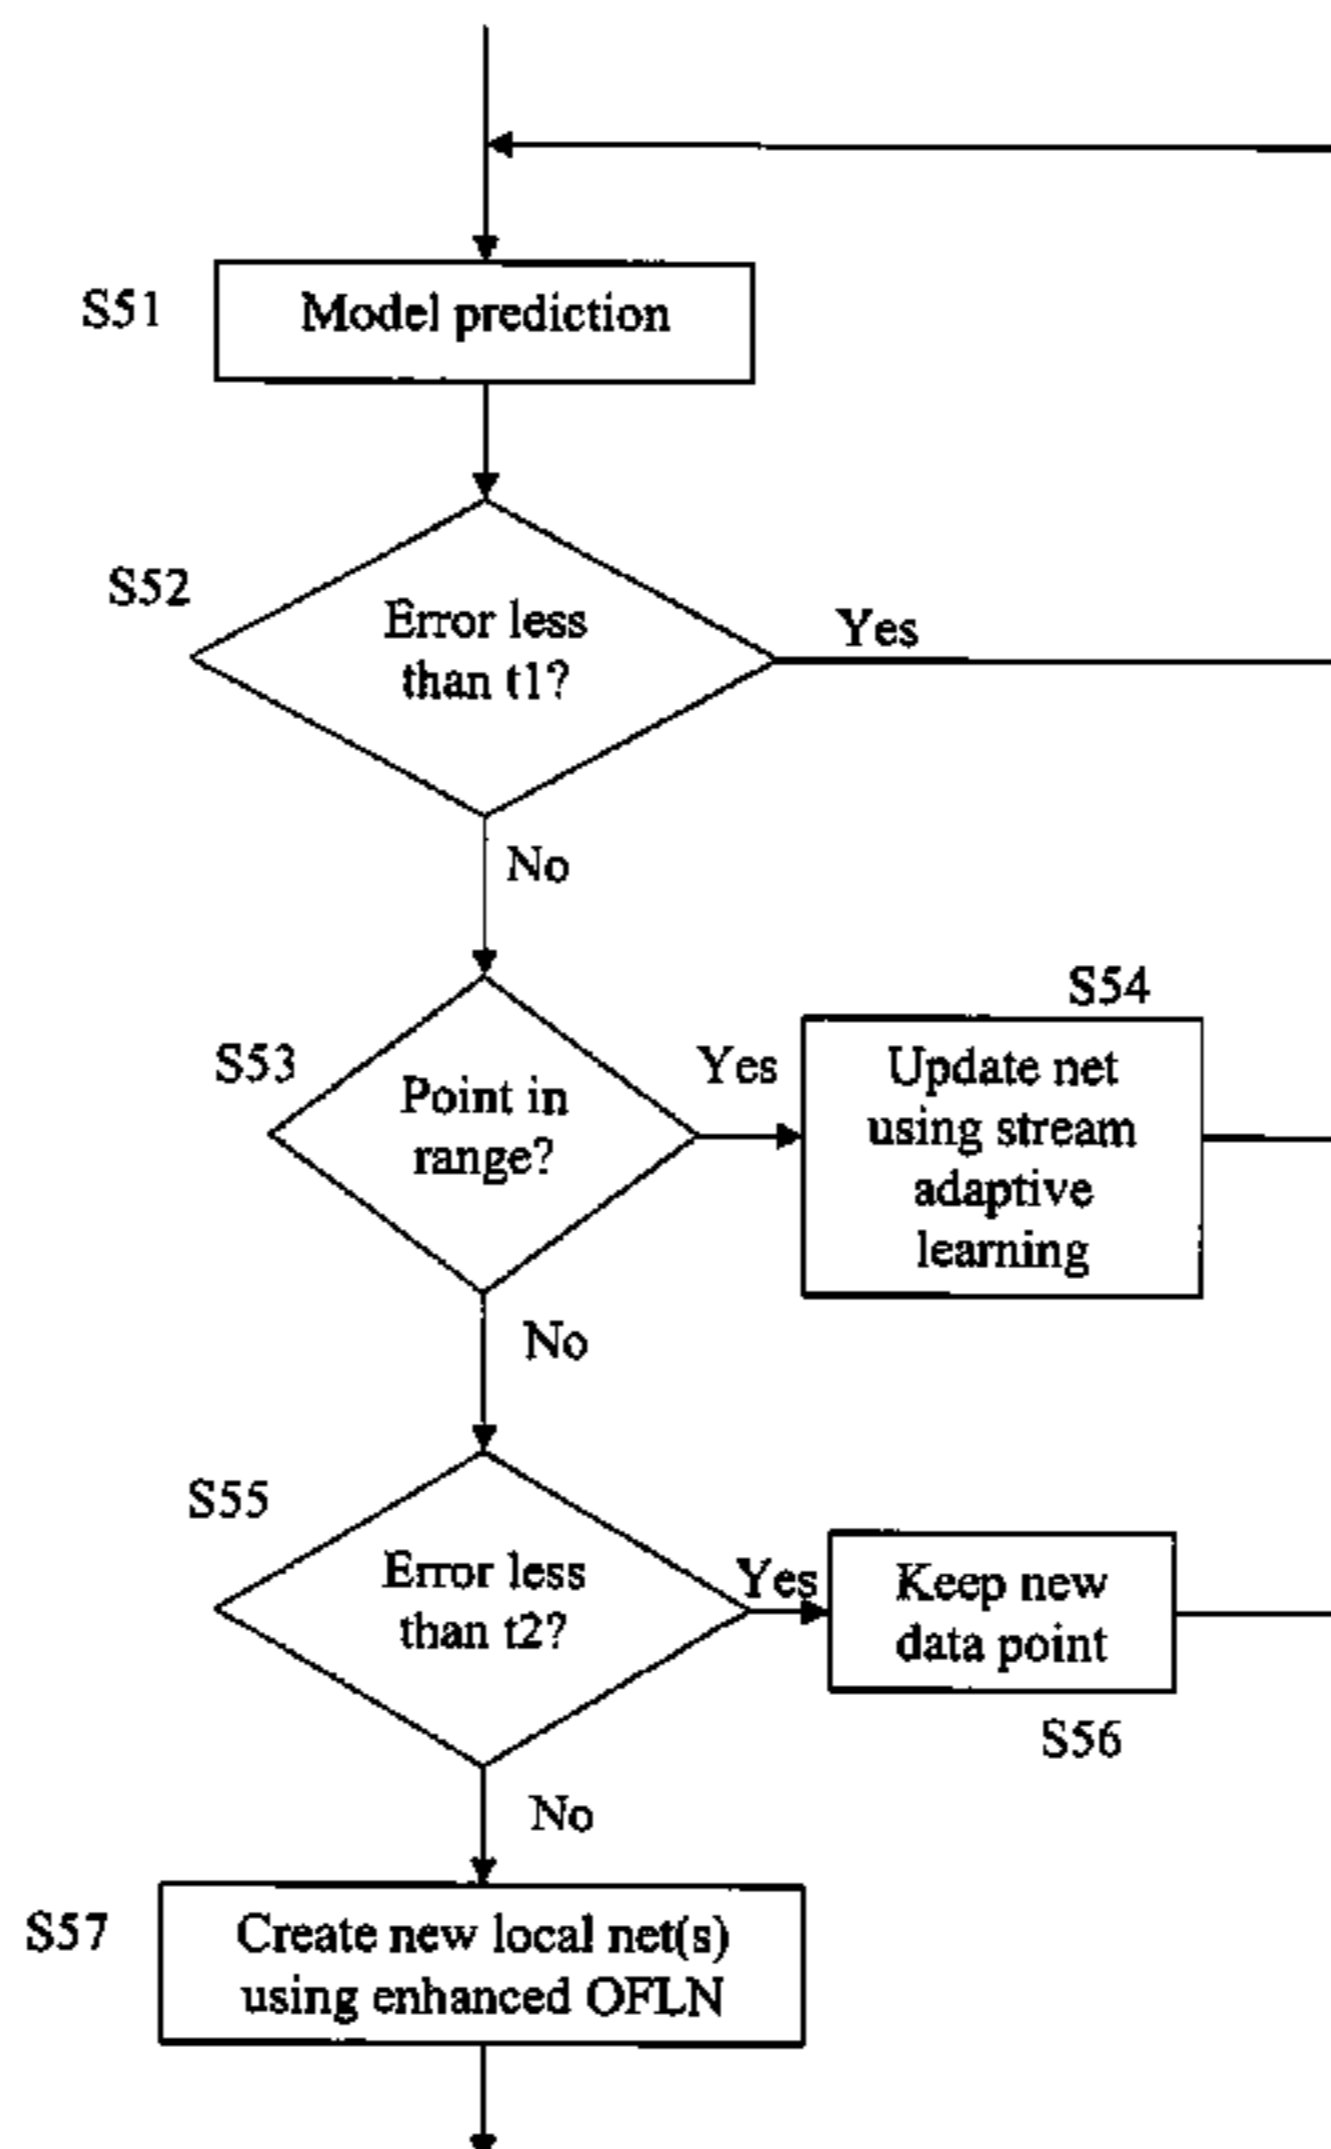 S51
Model prediction
S52
Error less
than t1?
Yes
No
S53
Point in
range?
Yes
S54
Update net
using stream
adaptive
learning
No
S55
Error less
than t2?
Yes
Keep new
data point
S56
No
S57
Create new local net(s)
using enhanced OFLN